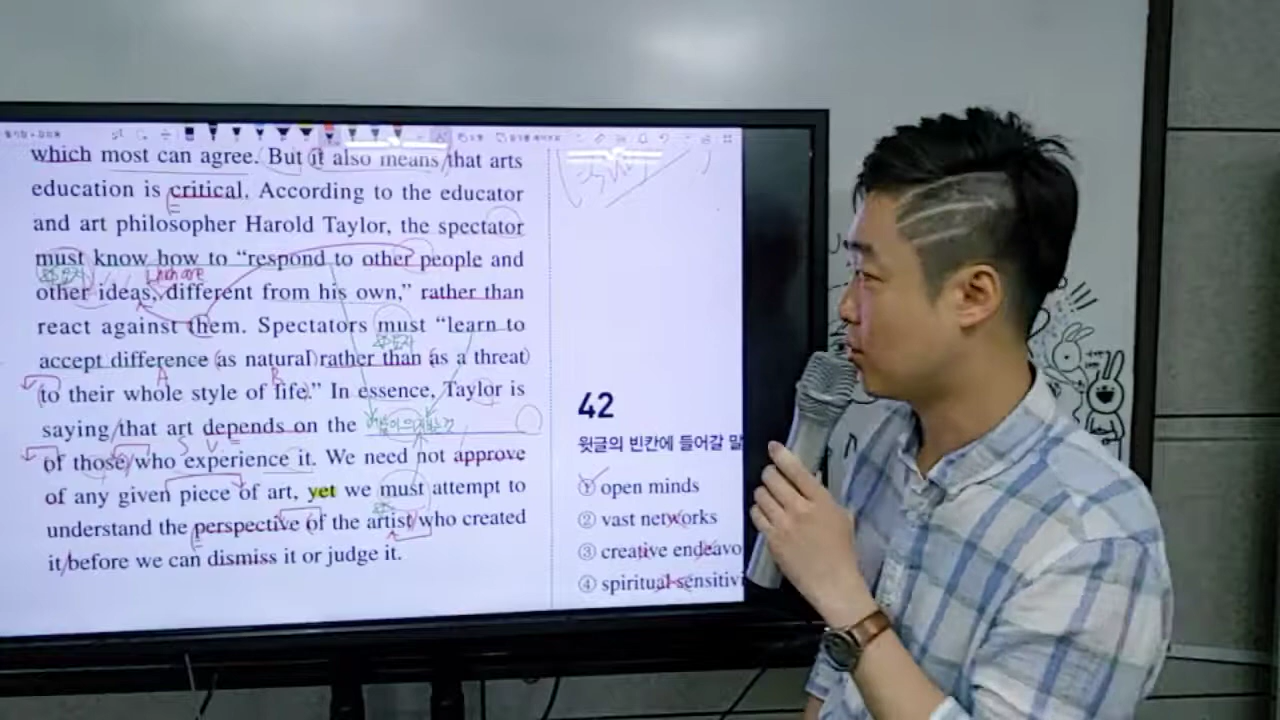 which most can agree. But it also means that arts
education is critical. According to the educator
and art philosopher Harold Taylor, the spectator
must know how to “respond to other people and
which are
other ideas, different from his own,” rather than
react against them. Spectators must “learn to
accept difference as natural rather than as a threat
A
B
to their whole style of life.” In essence, Taylor is
saying that art depends on the
S V
of those who experience it. We need not approve
of any given piece of art, yet we must attempt to
understand the perspective of the artist who created
it before we can dismiss it or judge it.
42
윗글의 빈칸에 들어갈 말
① open minds
② vast networks
③ creative endeavo
④ spiritual sensitivi